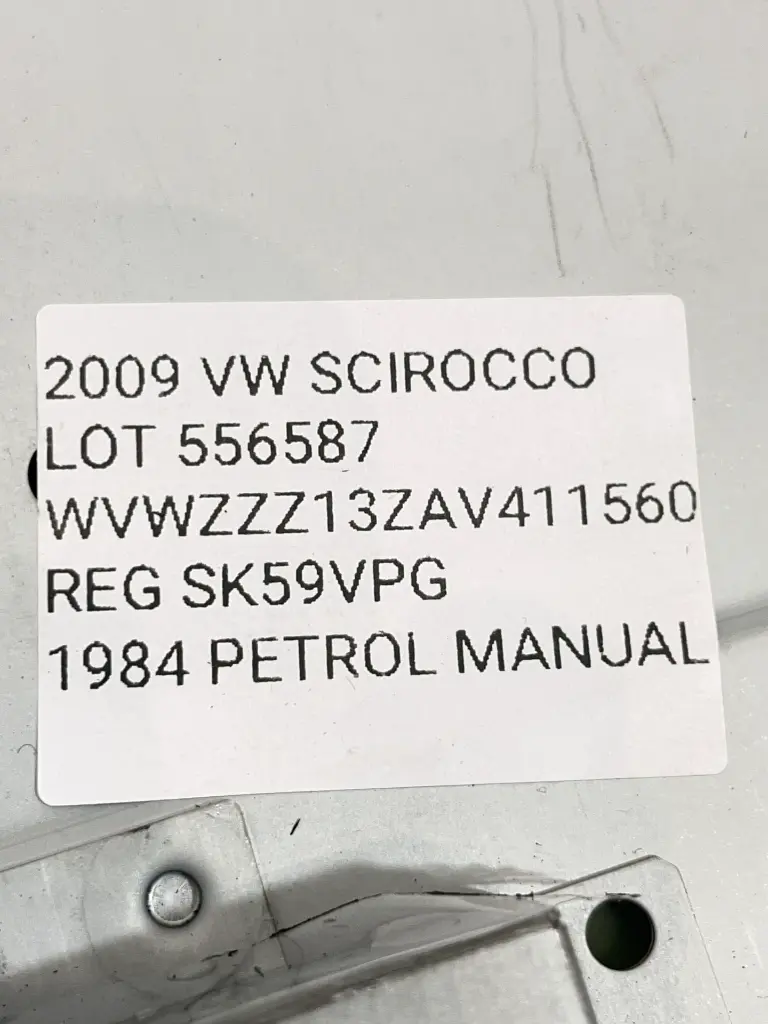 2009 VW SCIROCCO
LOT 556587
WVWZZZ13ZAV411560
REG SK59VPG
1984 PETROL MANUAL